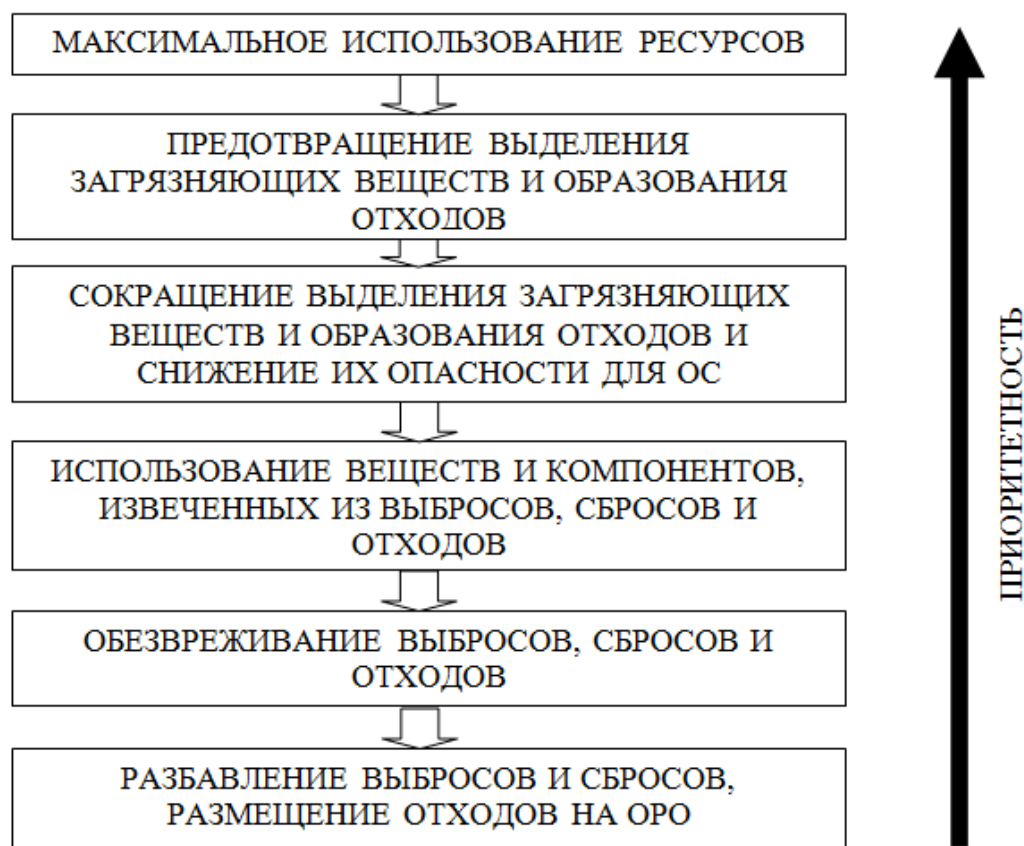 МАКСИМАЛЬНОЕ ИСПОЛЬЗОВАНИЕ РЕСУРСОВ
ПРЕДОТВРАЩЕНИЕ ВЫДЕЛЕНИЯ
ЗАГРЯЗНЯЮЩИХ ВЕЩЕСТВ И ОБРАЗОВАНИЯ
ОТХОДОВ
СОКРАЩЕНИЕ ВЫДЕЛЕНИЯ ЗАГРЯЗНЯЮЩИХ
ВЕЩЕСТВ И ОБРАЗОВАНИЯ ОТХОДОВ И
СНИЖЕНИЕ ИХ ОПАСНОСТИ ДЛЯ ОС
ИСПОЛЬЗОВАНИЕ ВЕЩЕСТВ И КОМПОНЕНТОВ,
ИЗВЕЧЕННЫХ ИЗ ВЫБРОСОВ, СБРОСОВ И
ОТХОДОВ
ОБЕЗВРЕЖИВАНИЕ ВЫБРОСОВ, СБРОСОВ И
ОТХОДОВ
РАЗБАВЛЕНИЕ ВЫБРОСОВ И СБРОСОВ,
РАЗМЕЩЕНИЕ ОТХОДОВ НА ОРО
ПРИОРИТЕТНОСТЬ